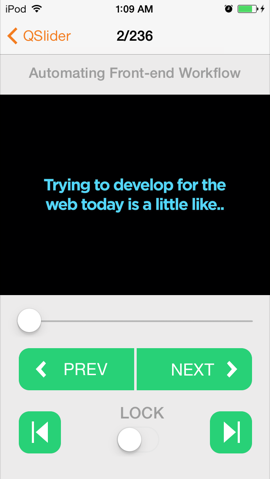 iPod 1:09 AM
QSlider 2/236
Automating Front-end Workflow
Trying to develop for the
web today is a little like..
PREV NEXT
LOCK